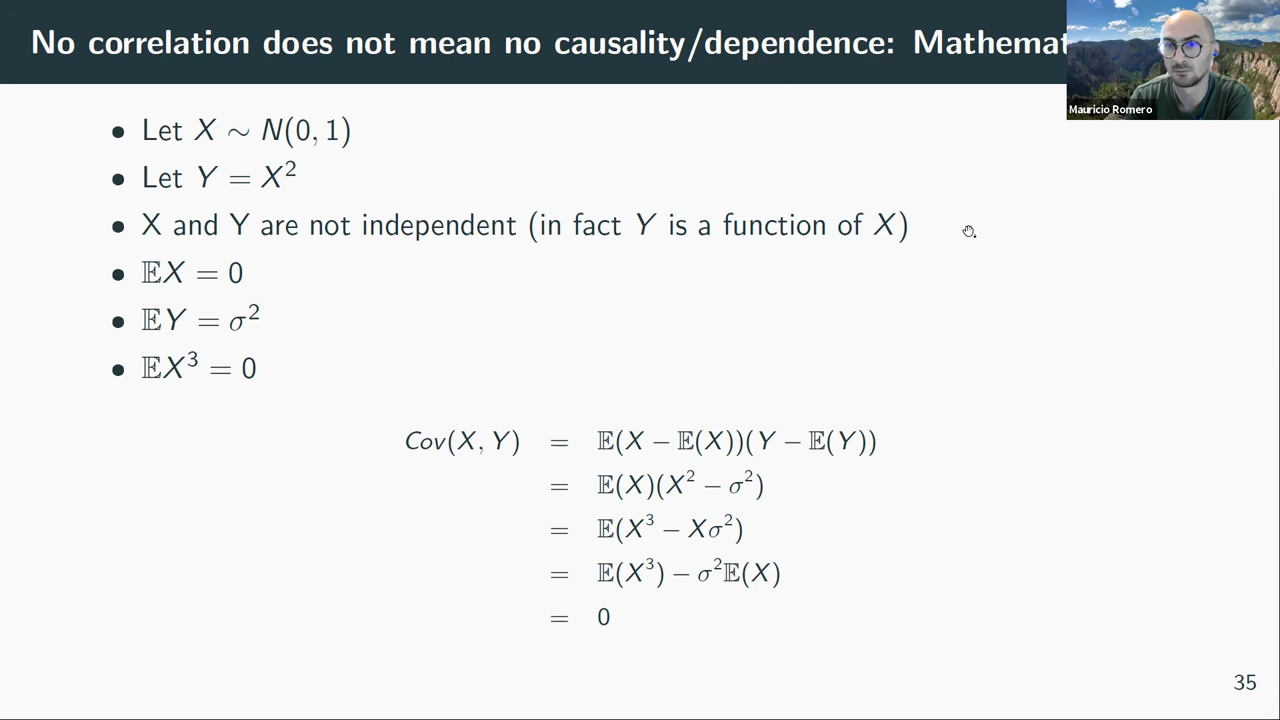 No correlation does not mean no causality/dependence: Mathemat
Mauricio Romero
• Let X ∼ N(0, 1)
• Let Y = X²
• X and Y are not independent (in fact Y is a function of X)
• 𝔼X = 0
• 𝔼Y = σ²
• 𝔼X³ = 0
Cov(X, Y) = 𝔼(X − 𝔼(X))(Y − 𝔼(Y))
= 𝔼(X)(X² − σ²)
= 𝔼(X³ − Xσ²)
= 𝔼(X³) − σ²𝔼(X)
= 0
35